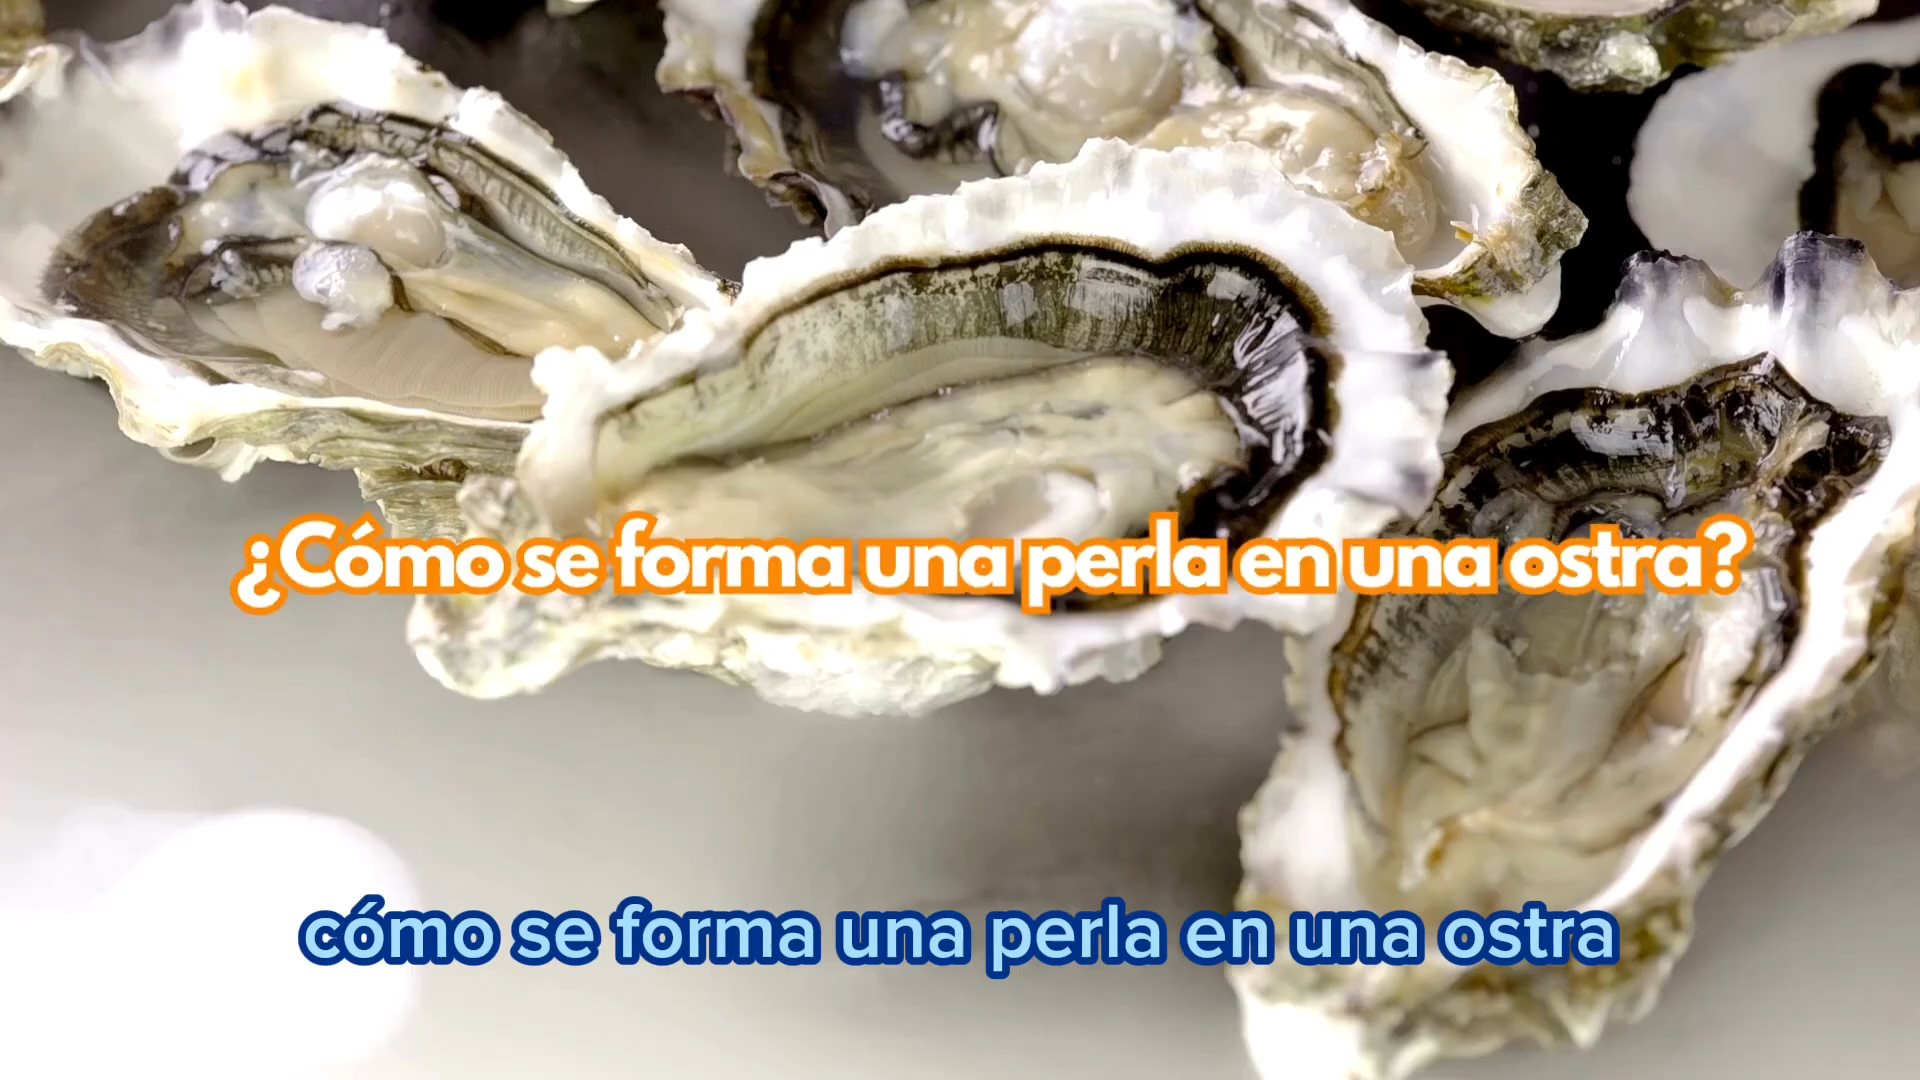 ¿Cómo se forma una perla en una ostra?
cómo se forma una perla en una ostra